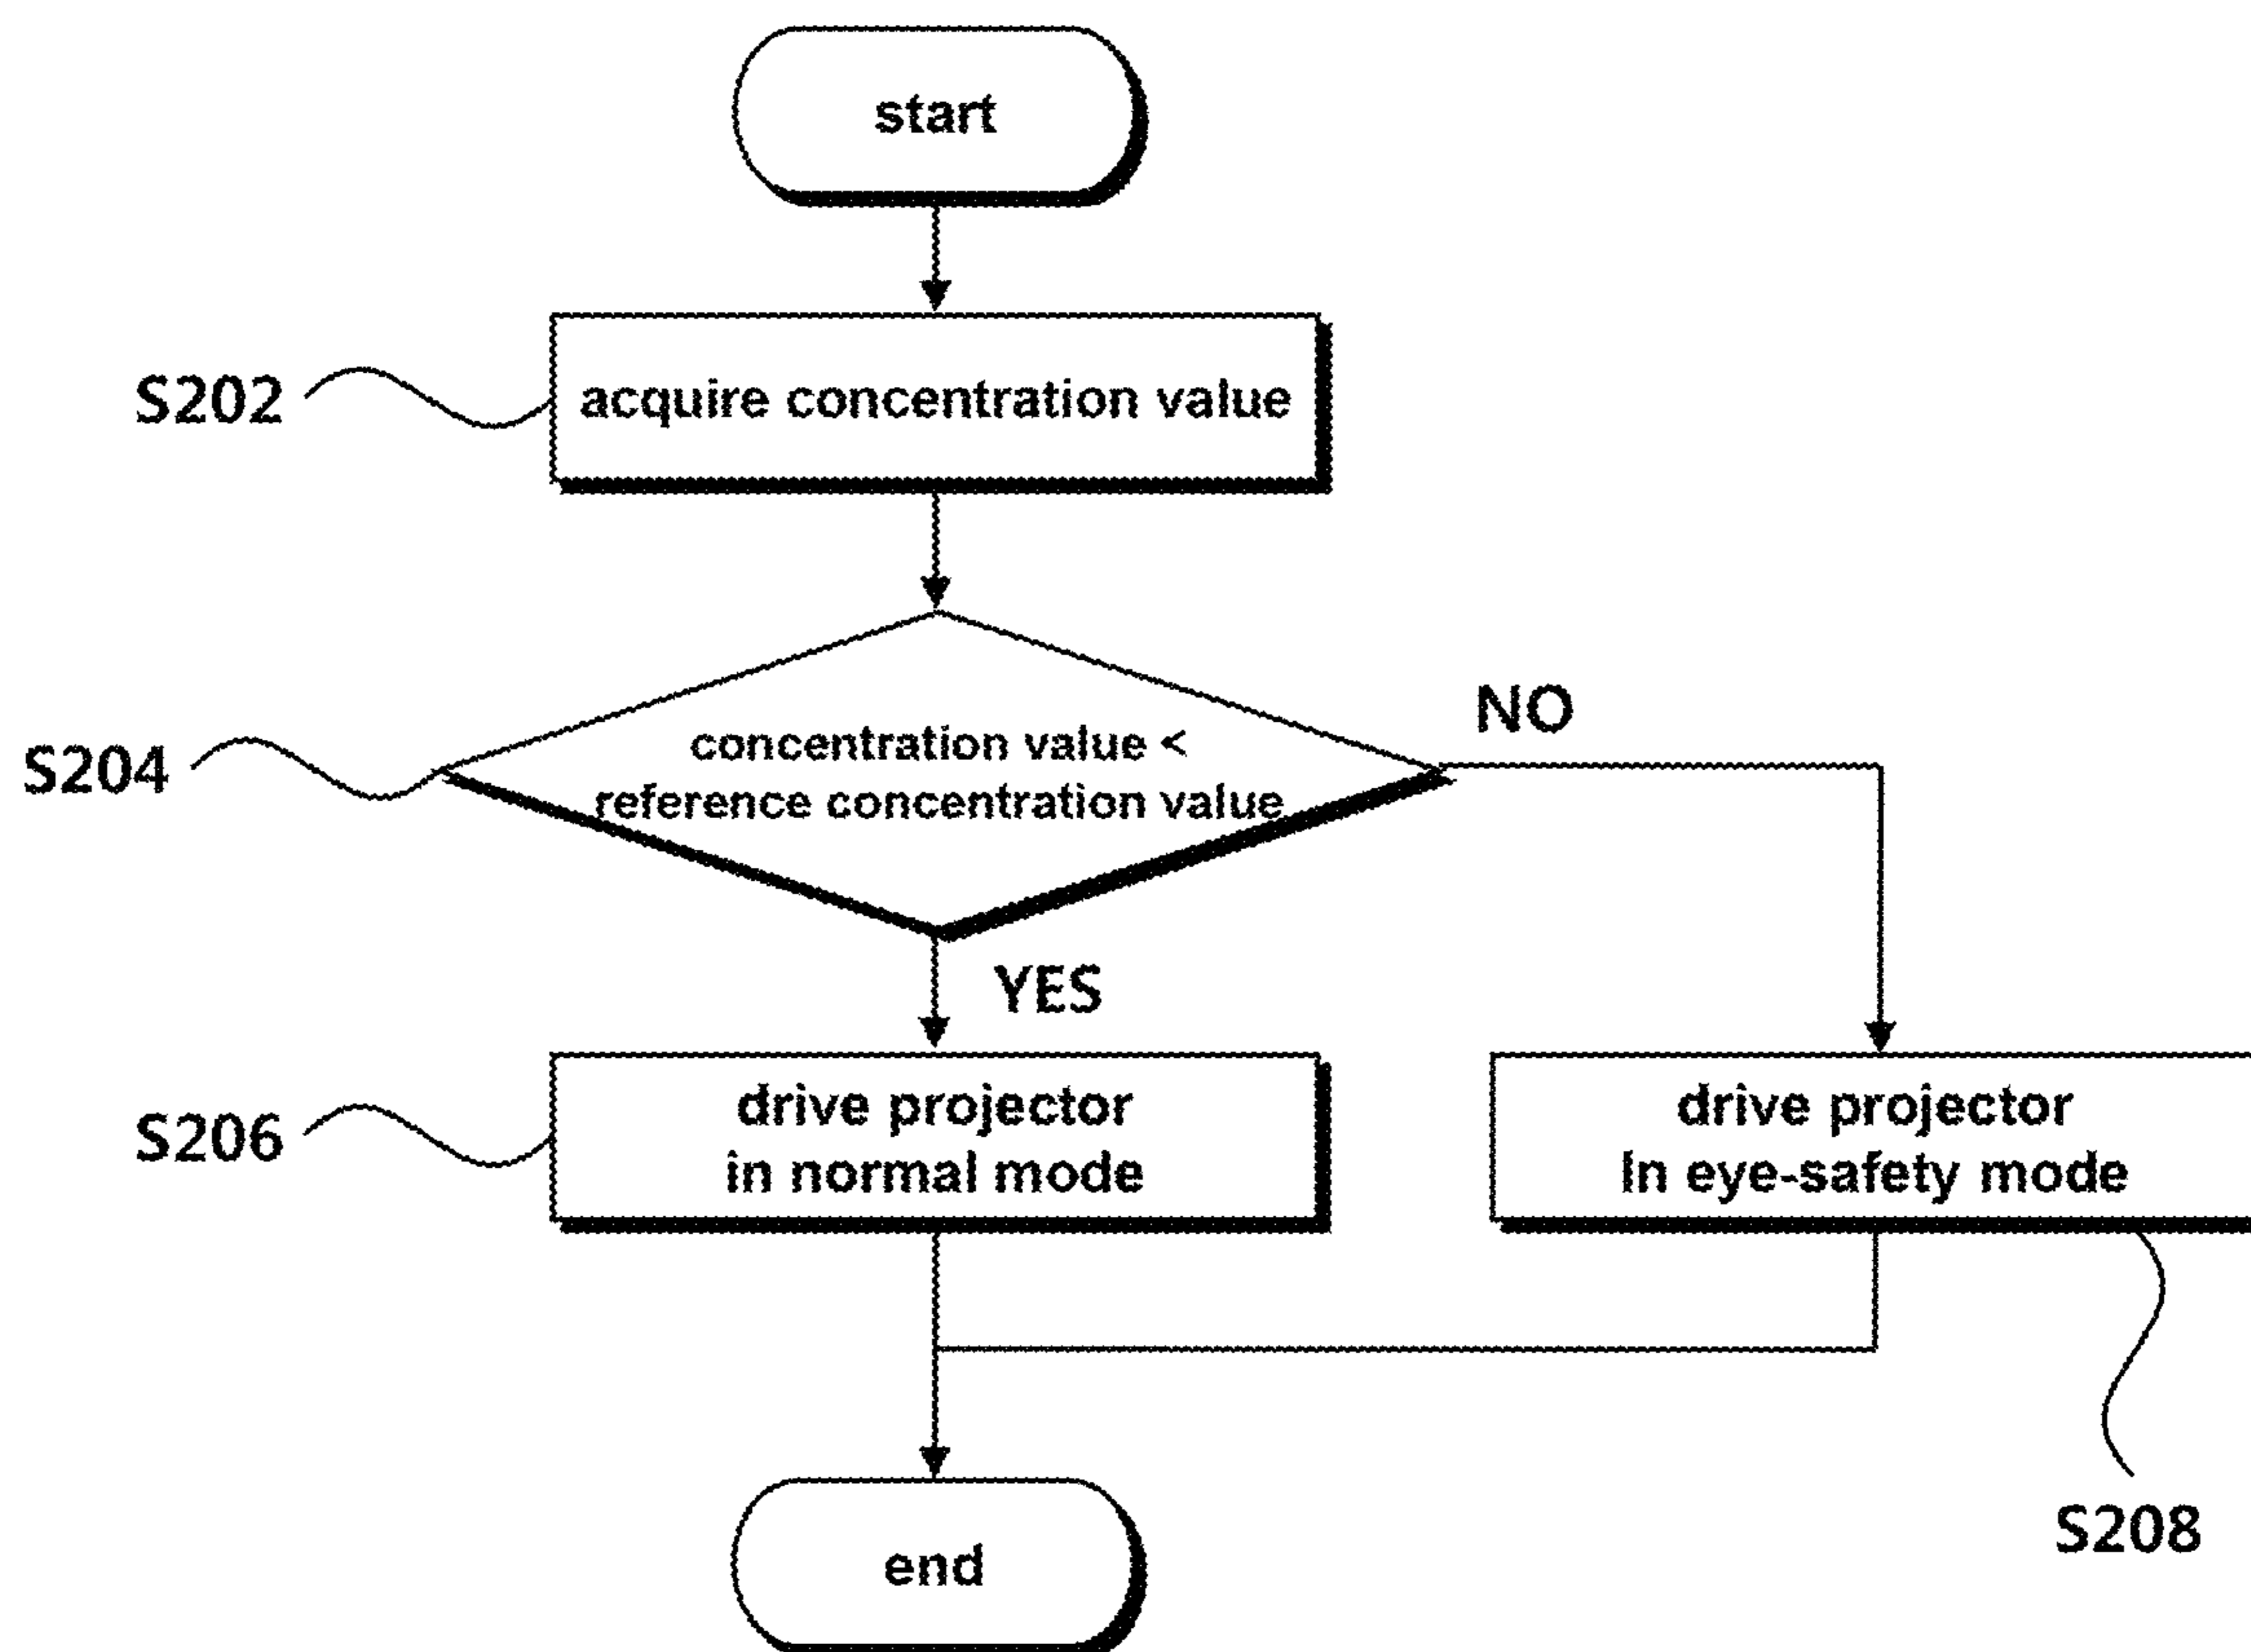 start
S202
acquire concentration value
S204
concentration value <
reference concentration value
NO
YES
S206
drive projector
in normal mode
drive projector
in eye-safety mode
end
S208